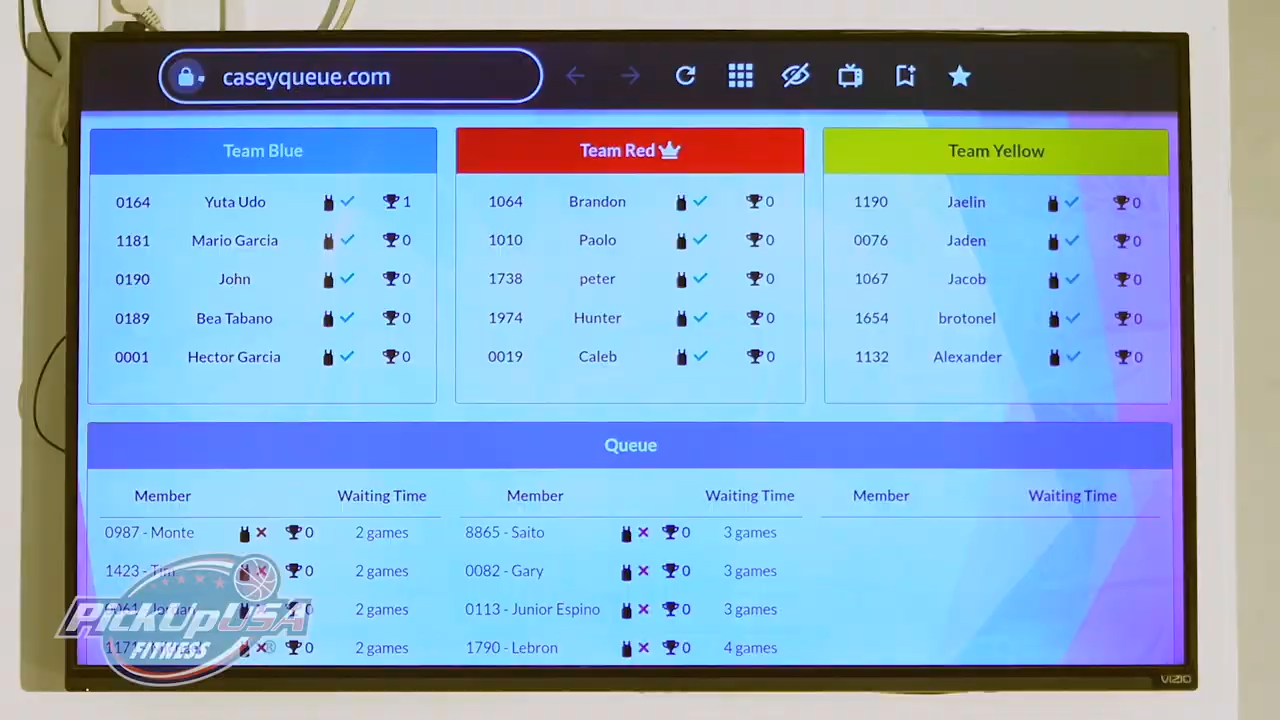 caseyqueue.com
Team Blue
0164 Yuta Udo 1
1181 Mario Garcia 0
0190 John 0
0189 Bea Tabano 0
0001 Hector Garcia 0
Team Red
1064 Brandon 0
1010 Paolo 0
1738 peter 0
1974 Hunter 0
0019 Caleb 0
Team Yellow
1190 Jaelin 0
0076 Jaden 0
1067 Jacob 0
1654 brotonel 0
1132 Alexander 0
Queue
Member Waiting Time Member Waiting Time Member Waiting Time
0987 - Monte 0 2 games 8865 - Saito 0 3 games
1423 - Tim 0 2 games 0082 - Gary 0 3 games
Jordan 0 2 games 0113 - Junior Espino 0 3 games
0 2 games 1790 - Lebron 0 4 games
PickUpUSA
FITNESS®
VIZIO